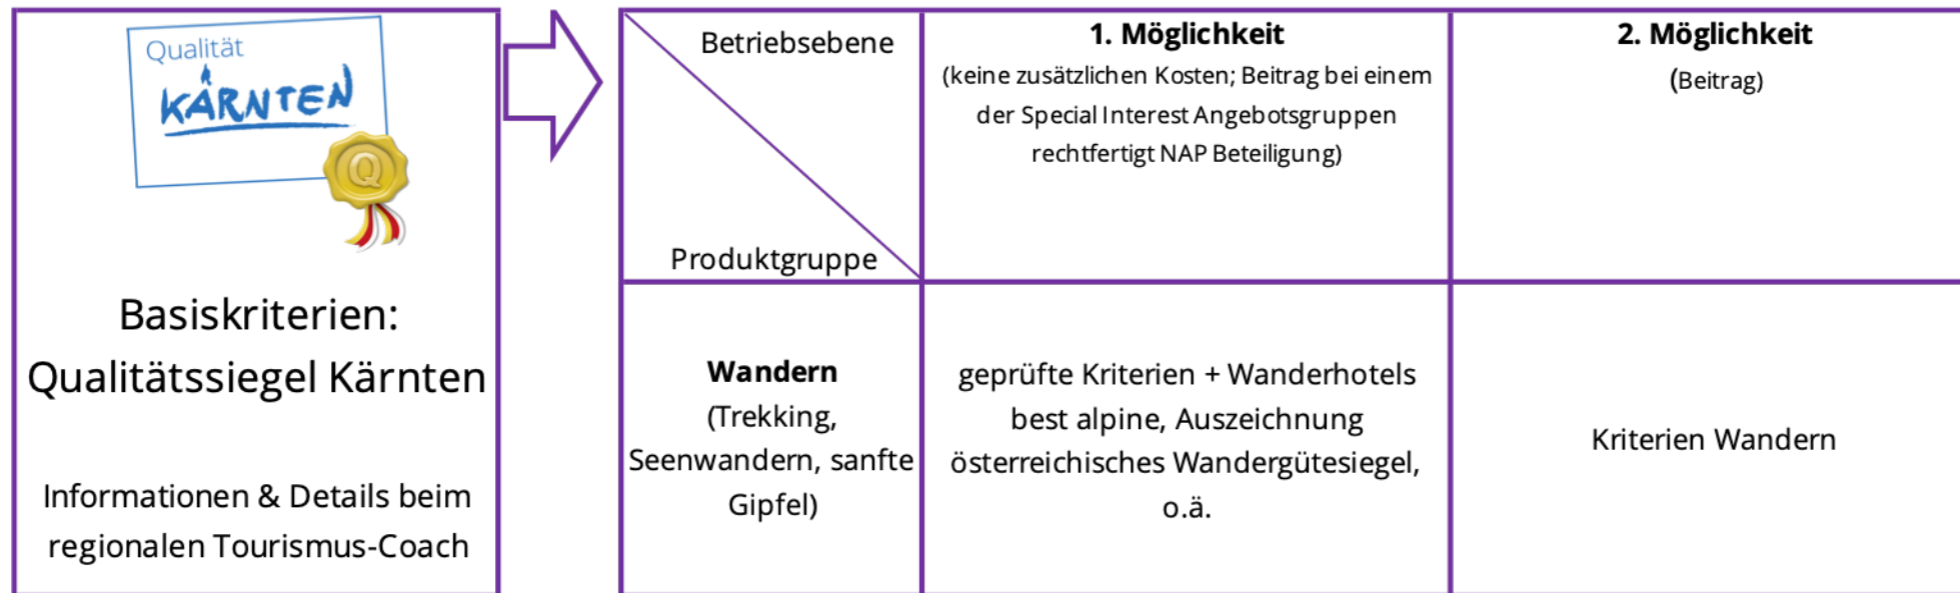 Qualität
KÄRNTEN
Q
Basiskriterien:
Qualitätssiegel Kärnten
Informationen & Details beim
regionalen Tourismus-Coach
Betriebsebene
Produktgruppe
1. Möglichkeit
(keine zusätzlichen Kosten; Beitrag bei einem
der Special Interest Angebotsgruppen
rechtfertigt NAP Beteiligung)
2. Möglichkeit
(Beitrag)
Wandern
(Trekking,
Seenwandern, sanfte
Gipfel)
geprüfte Kriterien + Wanderhotels
best alpine, Auszeichnung
österreichisches Wandergütesiegel,
o.ä.
Kriterien Wandern